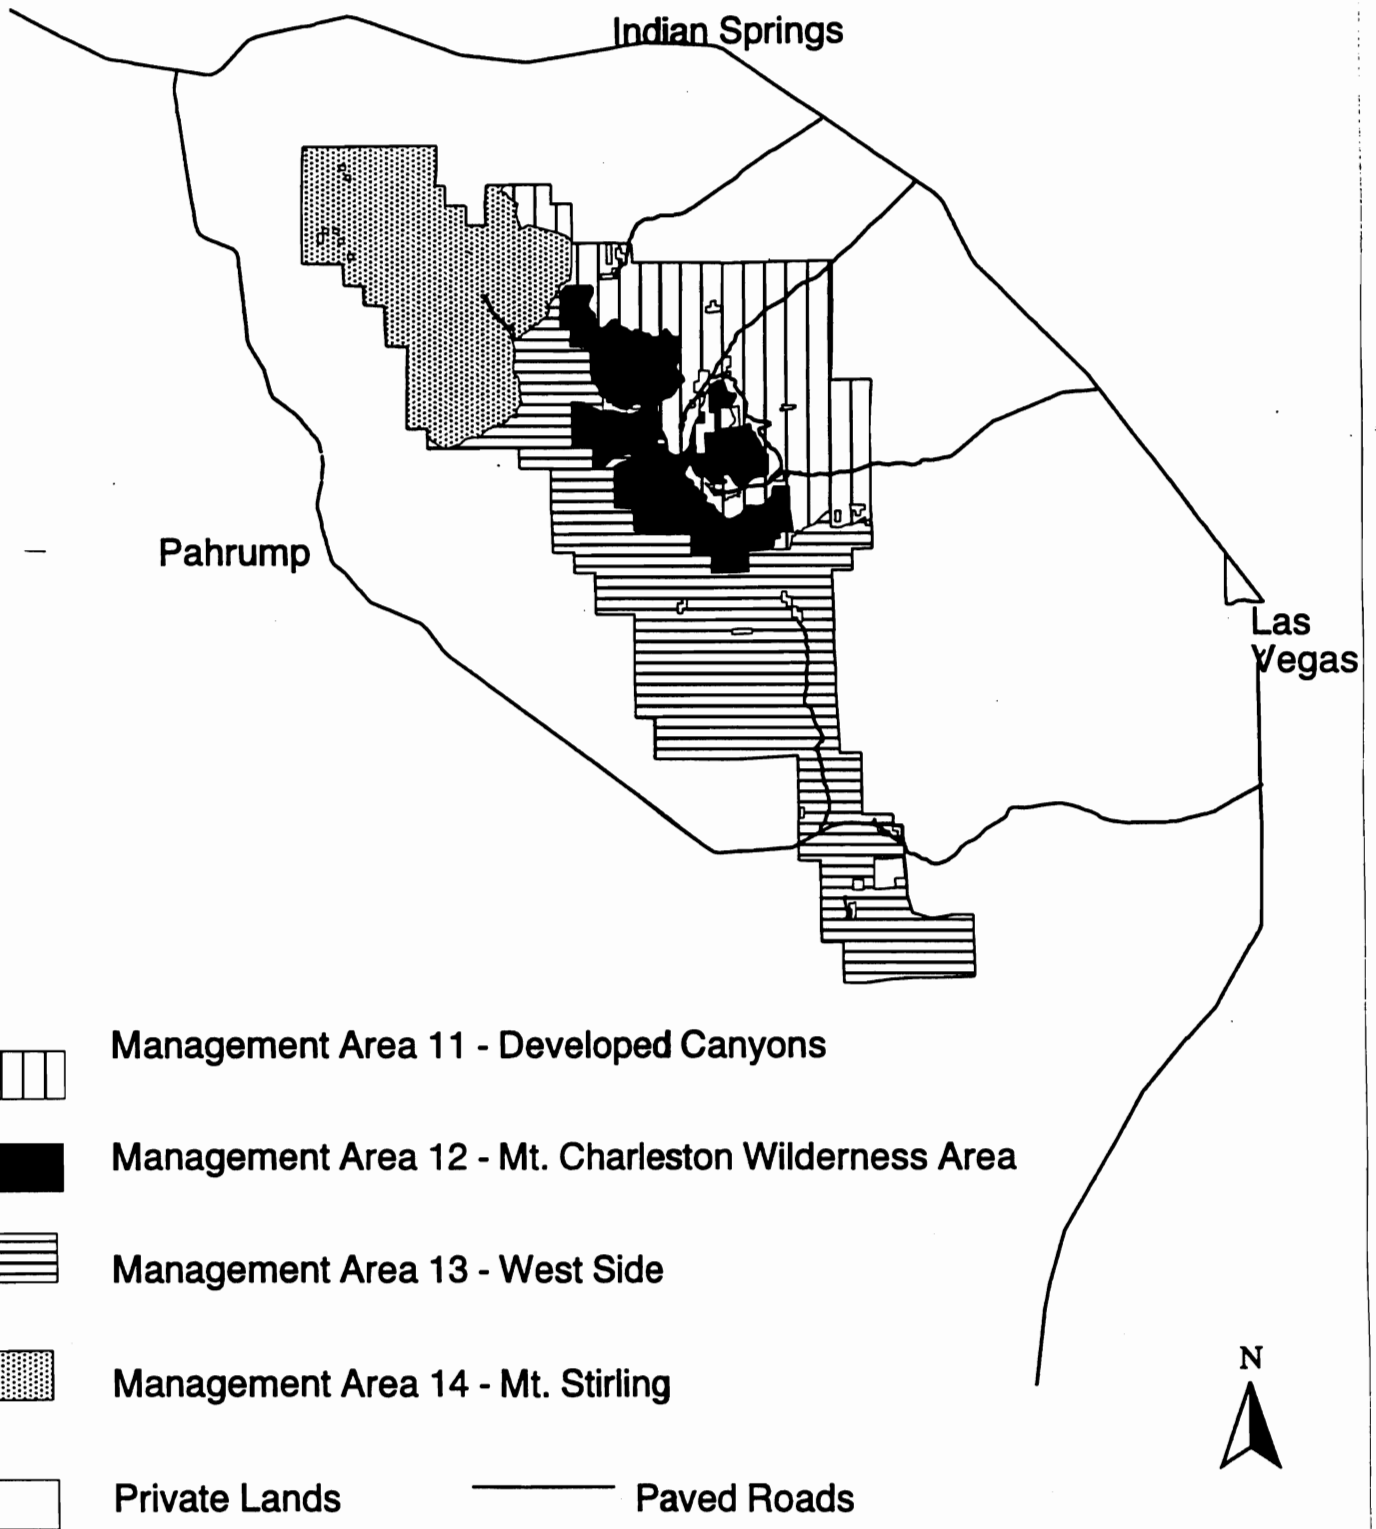 Indian Springs
Pahrump
Las
Vegas
Management Area 11 - Developed Canyons
Management Area 12 - Mt. Charleston Wilderness Area
Management Area 13 - West Side
Management Area 14 - Mt. Stirling
N
Private Lands
Paved Roads